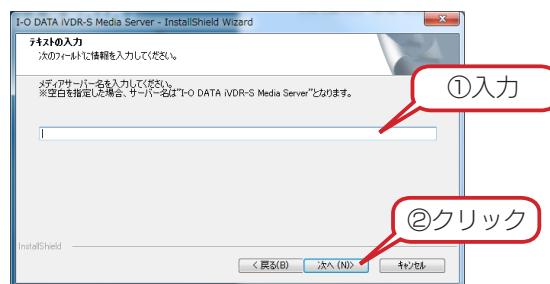 I-O DATA iVDR-S Media Server - InstallShield Wizard
テキストの入力
次のフィールドに情報を入力してください。
メディアサーバー名を入力してください。
※空白を指定した場合、サーバー名は"I-O DATA iVDR-S Media Server"となります。
①入力
②クリック
InstallShield
< 戻る(B)
次へ (N)>
キャンセル